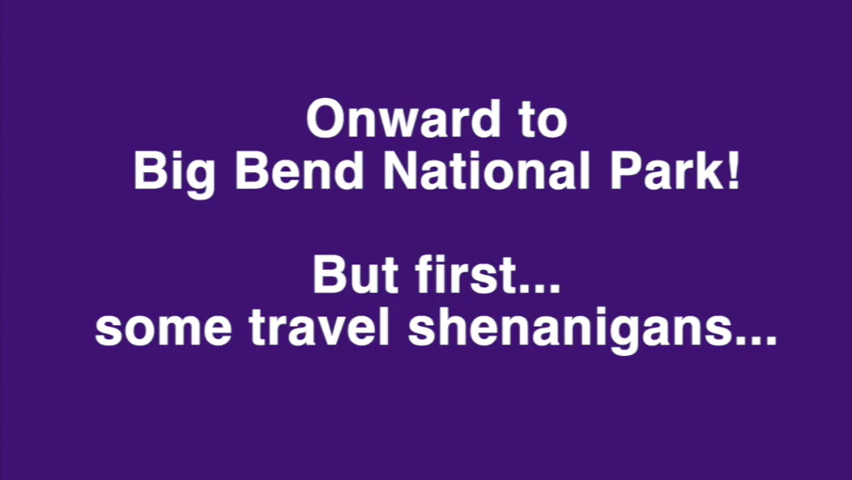 Onward to
Big Bend National Park!
But first...
some travel shenanigans...